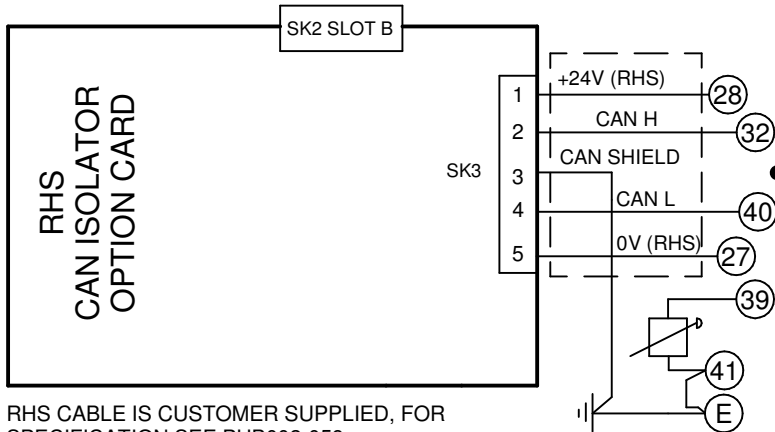 SK2 SLOT B
RHS
CAN ISOLATOR
OPTION CARD
SK3
1 +24V (RHS) 28
2 CAN H 32
3 CAN SHIELD
4 CAN L 40
5 0V (RHS) 27
39
41
E
RHS CABLE IS CUSTOMER SUPPLIED, FOR